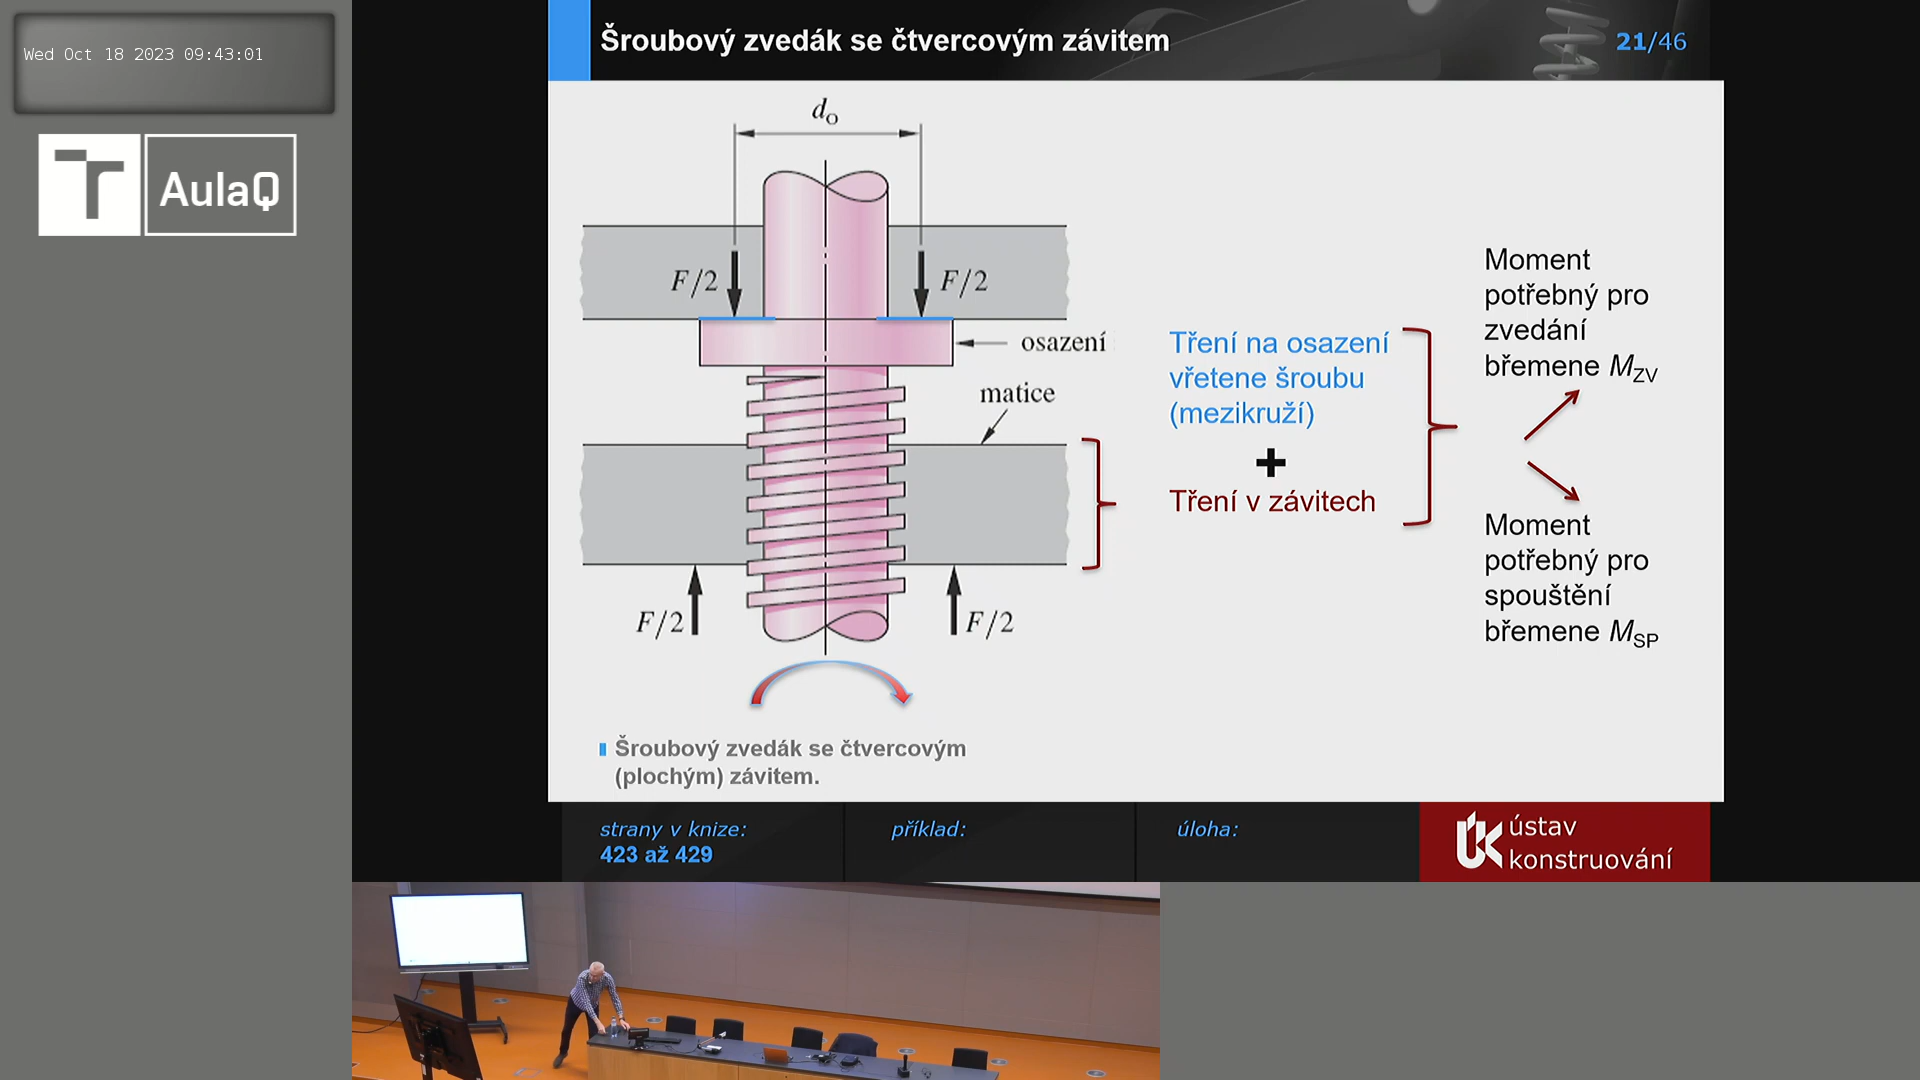 Wed Oct 18 2023 09:43:01
AulaQ
Šroubový zvedák se čtvercovým závitem
21/46
dO
F/2
F/2
osazení
matice
F/2
F/2
Tření na osazení
vřetene šroubu
(mezikruží)
+
Tření v závitech
Moment
potřebný pro
zvedání
břemene MZV
Moment
potřebný pro
spouštění
břemene MSP
Šroubový zvedák se čtvercovým
(plochým) závitem.
strany v knize:
423 až 429
příklad:
úloha:
ÚK ústav
konstruování